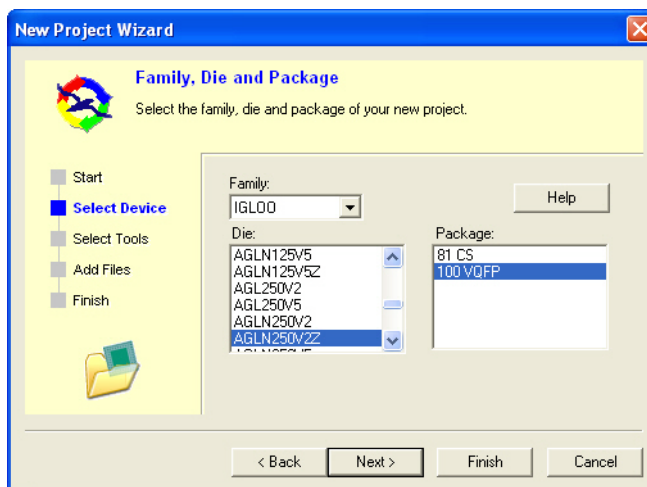 New Project Wizard
Family, Die and Package
Select the family, die and package of your new project.
Start
Select Device
Select Tools
Add Files
Finish
Family:
IGLOO
Help
Die:
AGLN125V5
AGLN125V5Z
AGL250V2
AGL250V5
AGLN250V2
AGLN250V2Z
Package:
81 CS
100 VQFP
< Back
Next >
Finish
Cancel